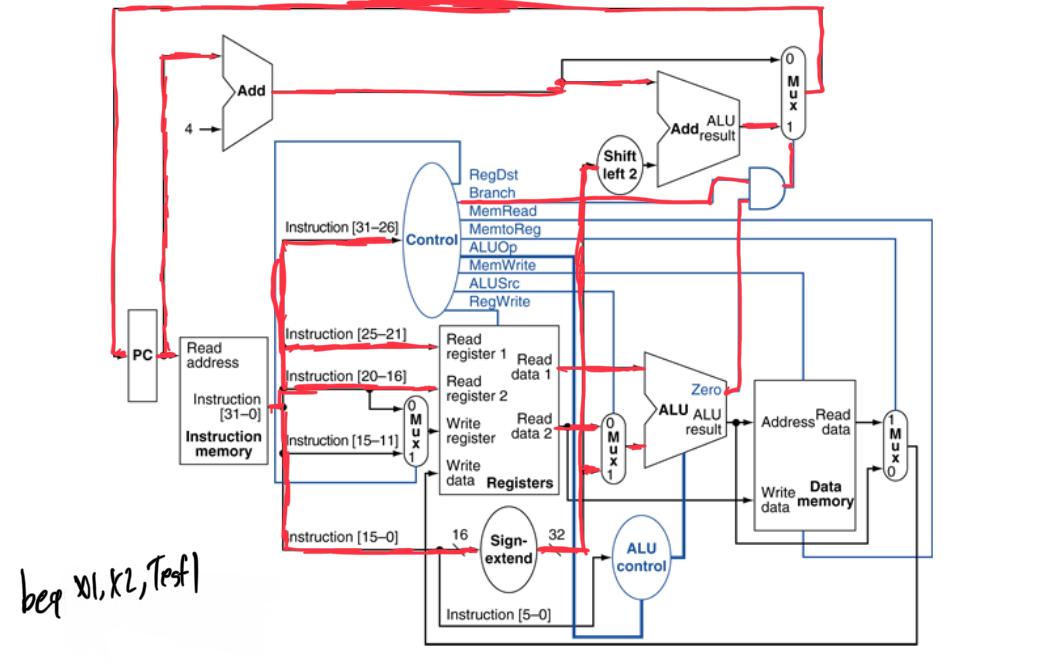 0
M
u
x
1
Add
4
Add ALU
result
Shift
left 2
RegDst
Branch
MemRead
MemtoReg
ALUOp
MemWrite
ALUSrc
RegWrite
Control
Instruction [31–26]
Instruction [25–21]
Instruction [20–16]
Instruction [15–11]
Instruction [15–0]
Instruction [5–0]
PC
Read
address
Instruction
[31–0]
Instruction
memory
0
M
u
x
1
Read
register 1
Read
register 2
Write
register
Write
data
Read
data 1
Read
data 2
Registers
0
M
u
x
1
Zero
ALU ALU
result
Address
Read
data
Write
data
Data
memory
1
M
u
x
0
16
Sign-
extend
32
ALU
control
beq x1, x2, Test1